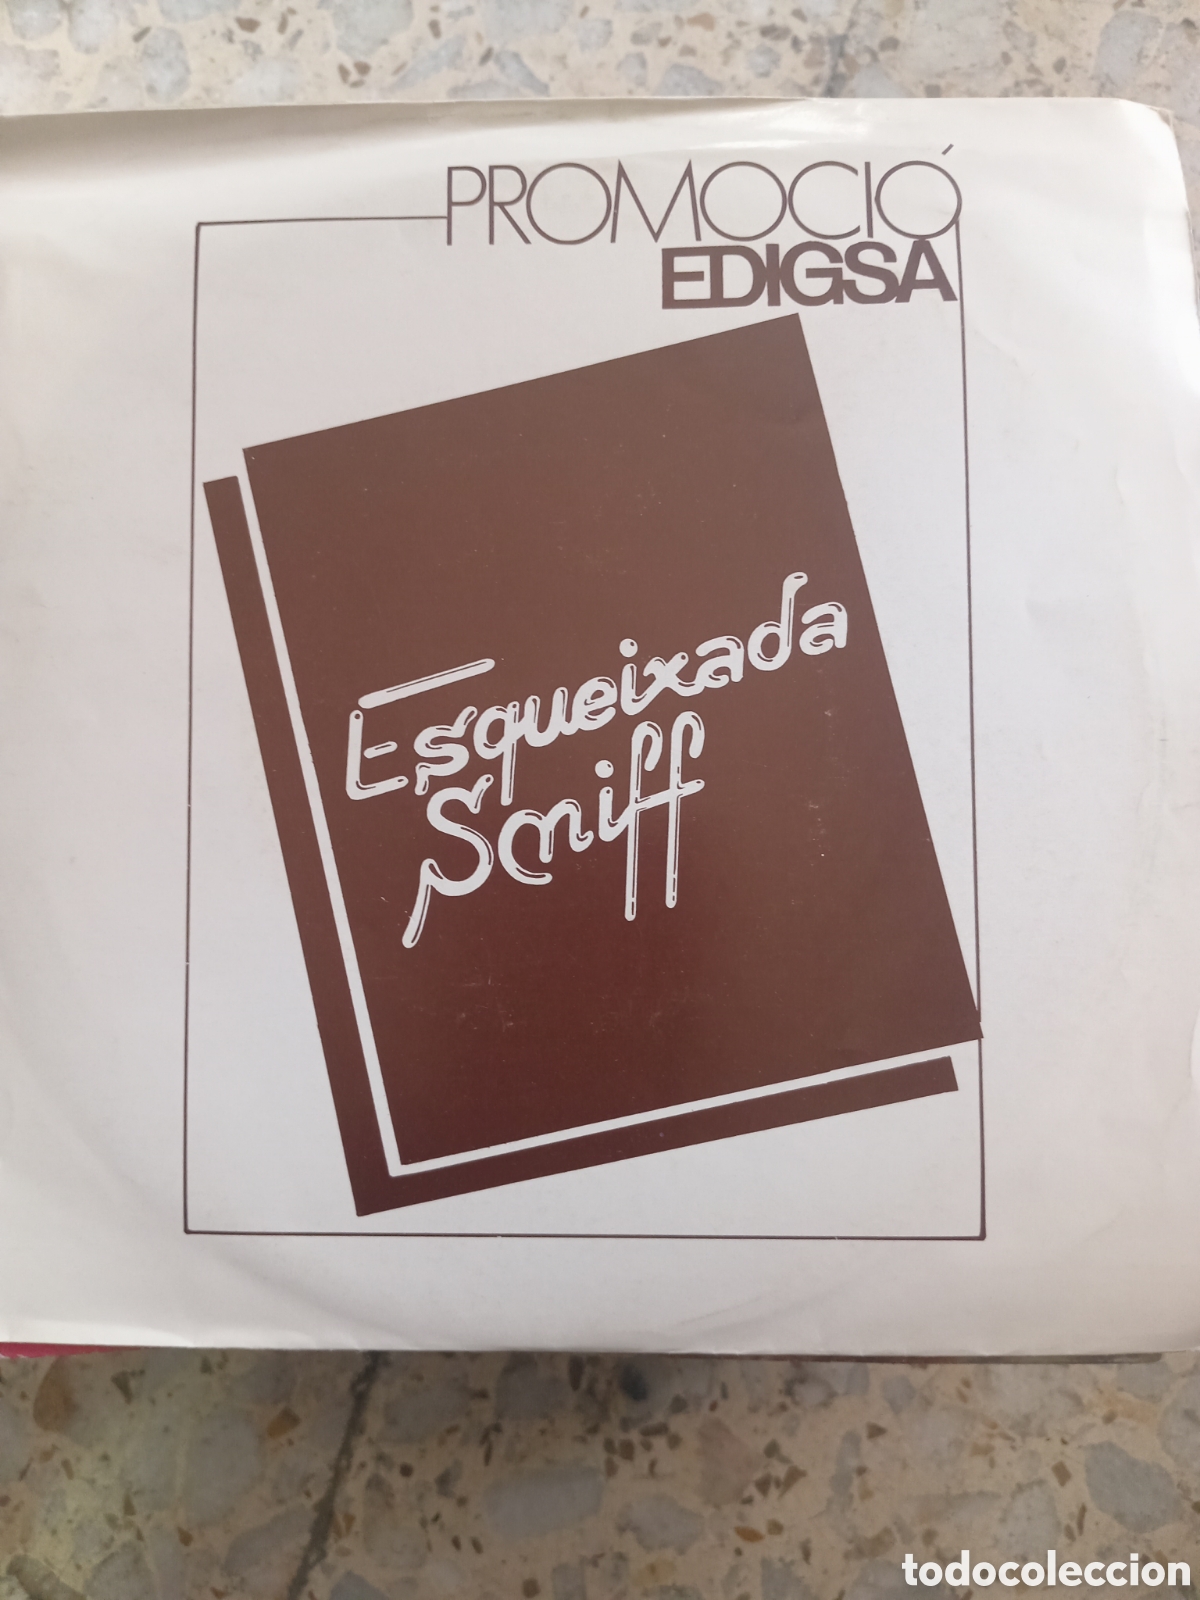 PROMOCIÓ
EDIGSA
Esqueixada
Sniff
todocoleccion